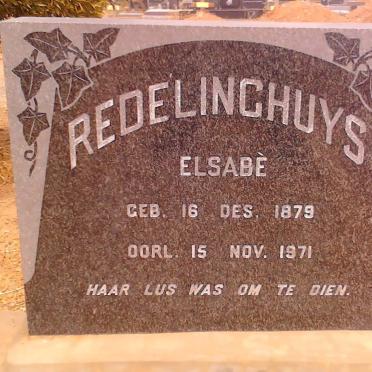 REDELINGHUYS
ELSABÈ
GEB. 16 DES. 1879
OORL. 15 NOV. 1971
HAAR LUS WAS OM TE DIEN.